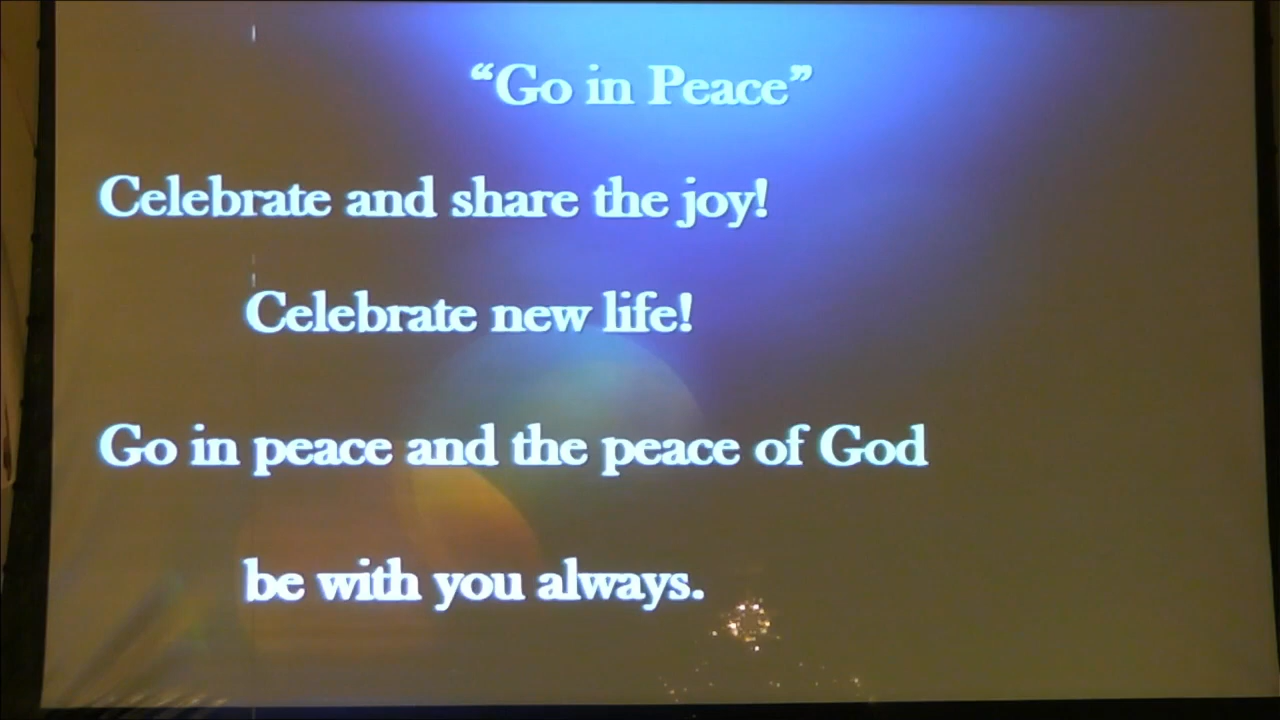 “Go in Peace”
Celebrate and share the joy!
Celebrate new life!
Go in peace and the peace of God
be with you always.